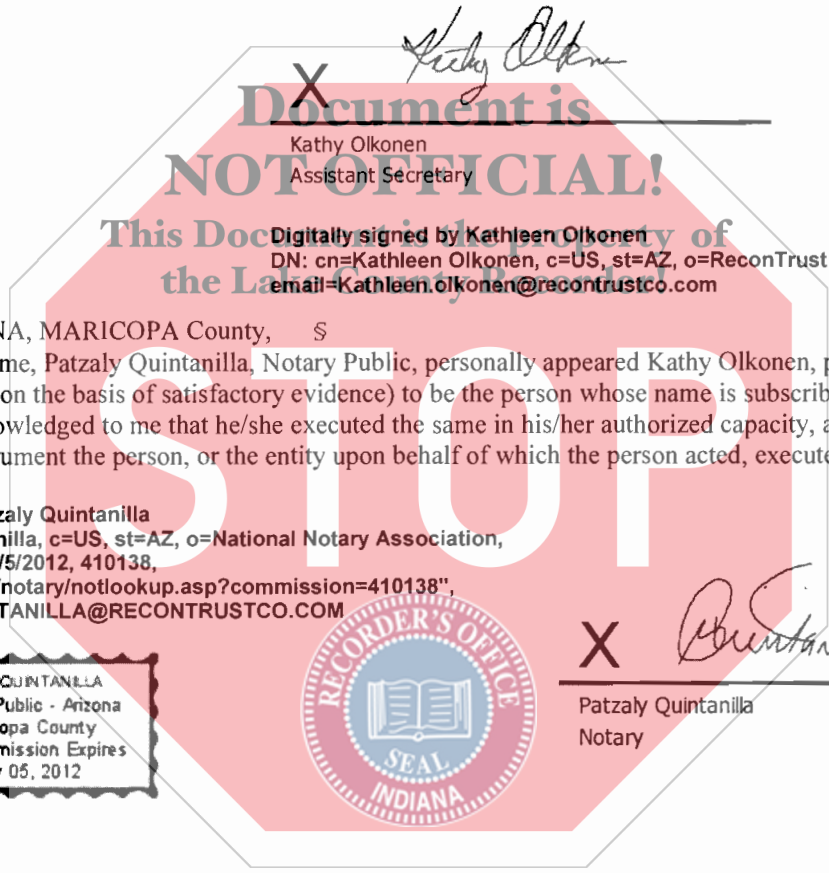 Kathy Olkonen
X
Document is
Kathy Olkonen
NOT OFFICIAL!
Assistant Secretary
This Document is the property of
Digitally signed by Kathleen Olkonen
DN: cn=Kathleen Olkonen, c=US, st=AZ, o=ReconTrust
the Lake County Recorder!
email=Kathleen.olkonen@recontrustco.com
NA, MARICOPA County, §
me, Patzaly Quintanilla, Notary Public, personally appeared Kathy Olkonen, p
on the basis of satisfactory evidence) to be the person whose name is subscrib
owledged to me that he/she executed the same in his/her authorized capacity, a
ument the person, or the entity upon behalf of which the person acted, execute
STOP
zaly Quintanilla
nilla, c=US, st=AZ, o=National Notary Association,
/5/2012, 410138,
/notary/notlookup.asp?commission=410138",
TANILLA@RECONTRUSTCO.COM
RECORDER'S OFFICE
SEAL
INDIANA
X
Patzaly Quintanilla
Notary
QUINTANILLA
Public - Arizona
opa County
mission Expires
05, 2012